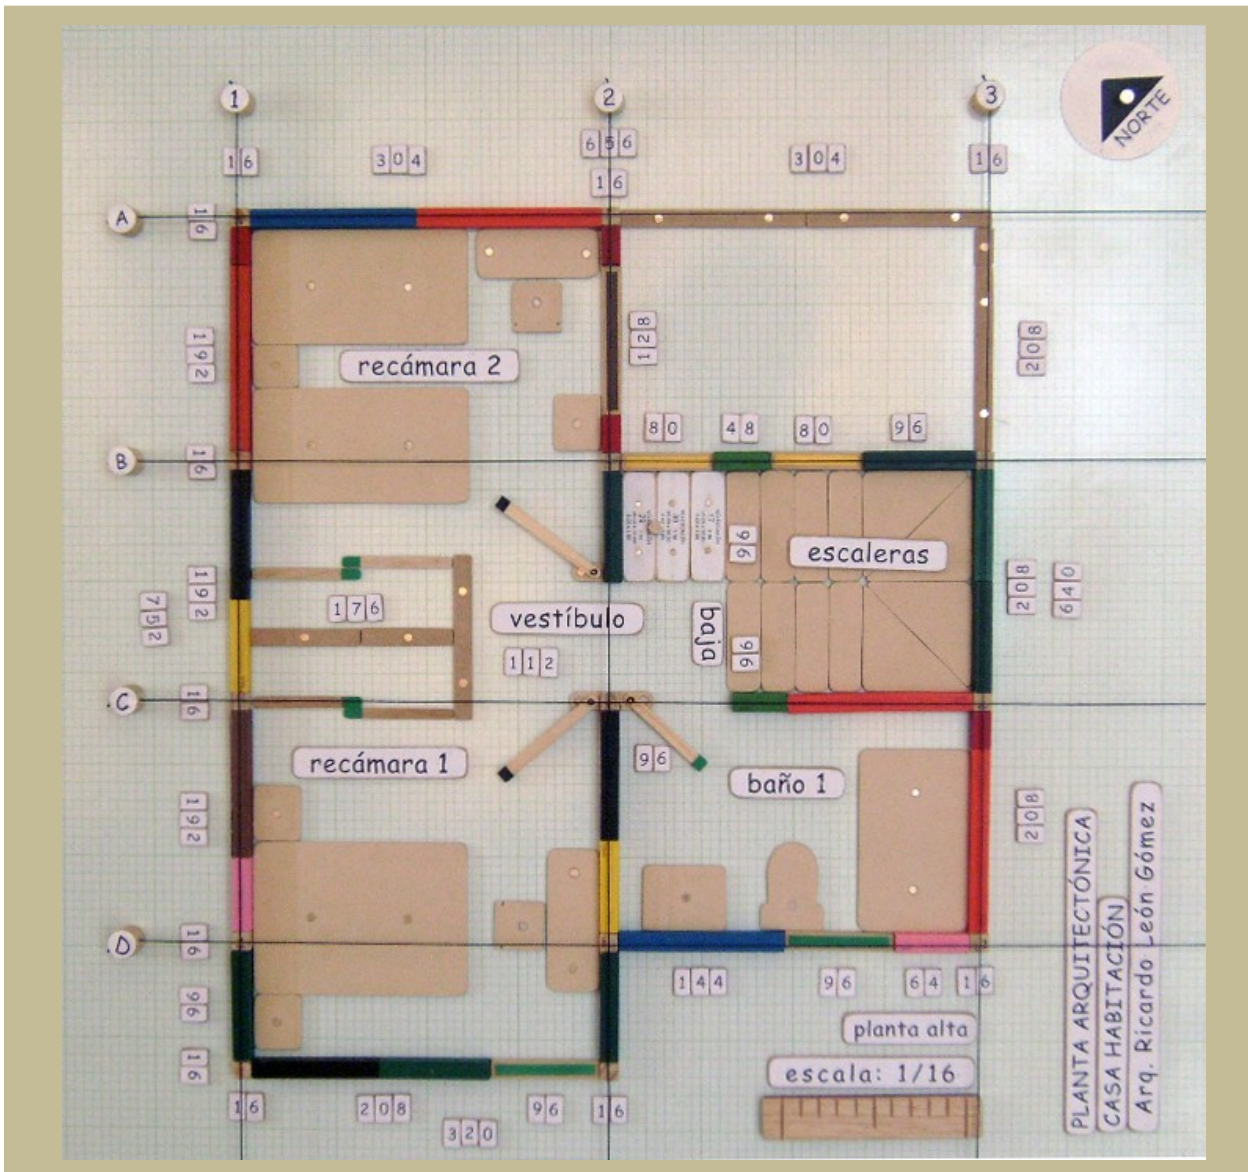 1
2
3
NORTE
656
16
304
304
16
16
A
16
128
192
208
recámara 2
80
48
80
96
B
16
96
escaleras
192
176
208
640
752
vestíbulo
baja
112
96
C
16
96
recámara 1
baño 1
192
208
PLANTA ARQUITECTÓNICA
CASA HABITACIÓN
Arq. Ricardo León Gómez
D
16
144
96
64
16
96
planta alta
16
escala: 1/16
16
208
96
16
320